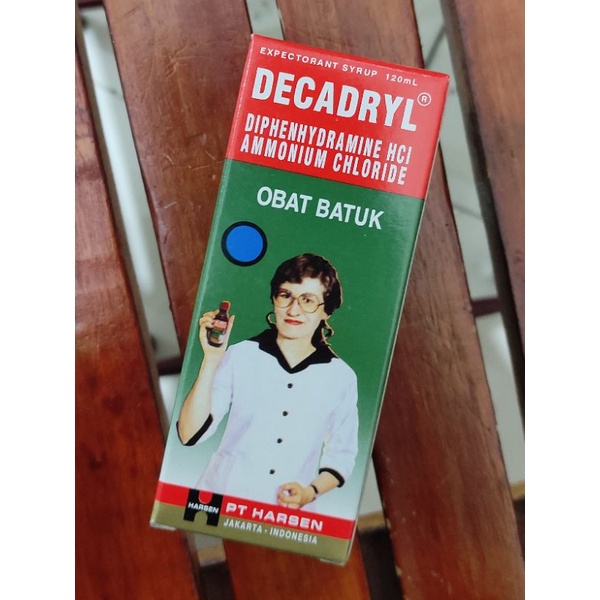 EXPECTORANT SYRUP 120mL
DECADRYL®
DIPHENHYDRAMINE HCl
AMMONIUM CHLORIDE
OBAT BATUK
HARSEN
PT HARSEN
JAKARTA - INDONESIA